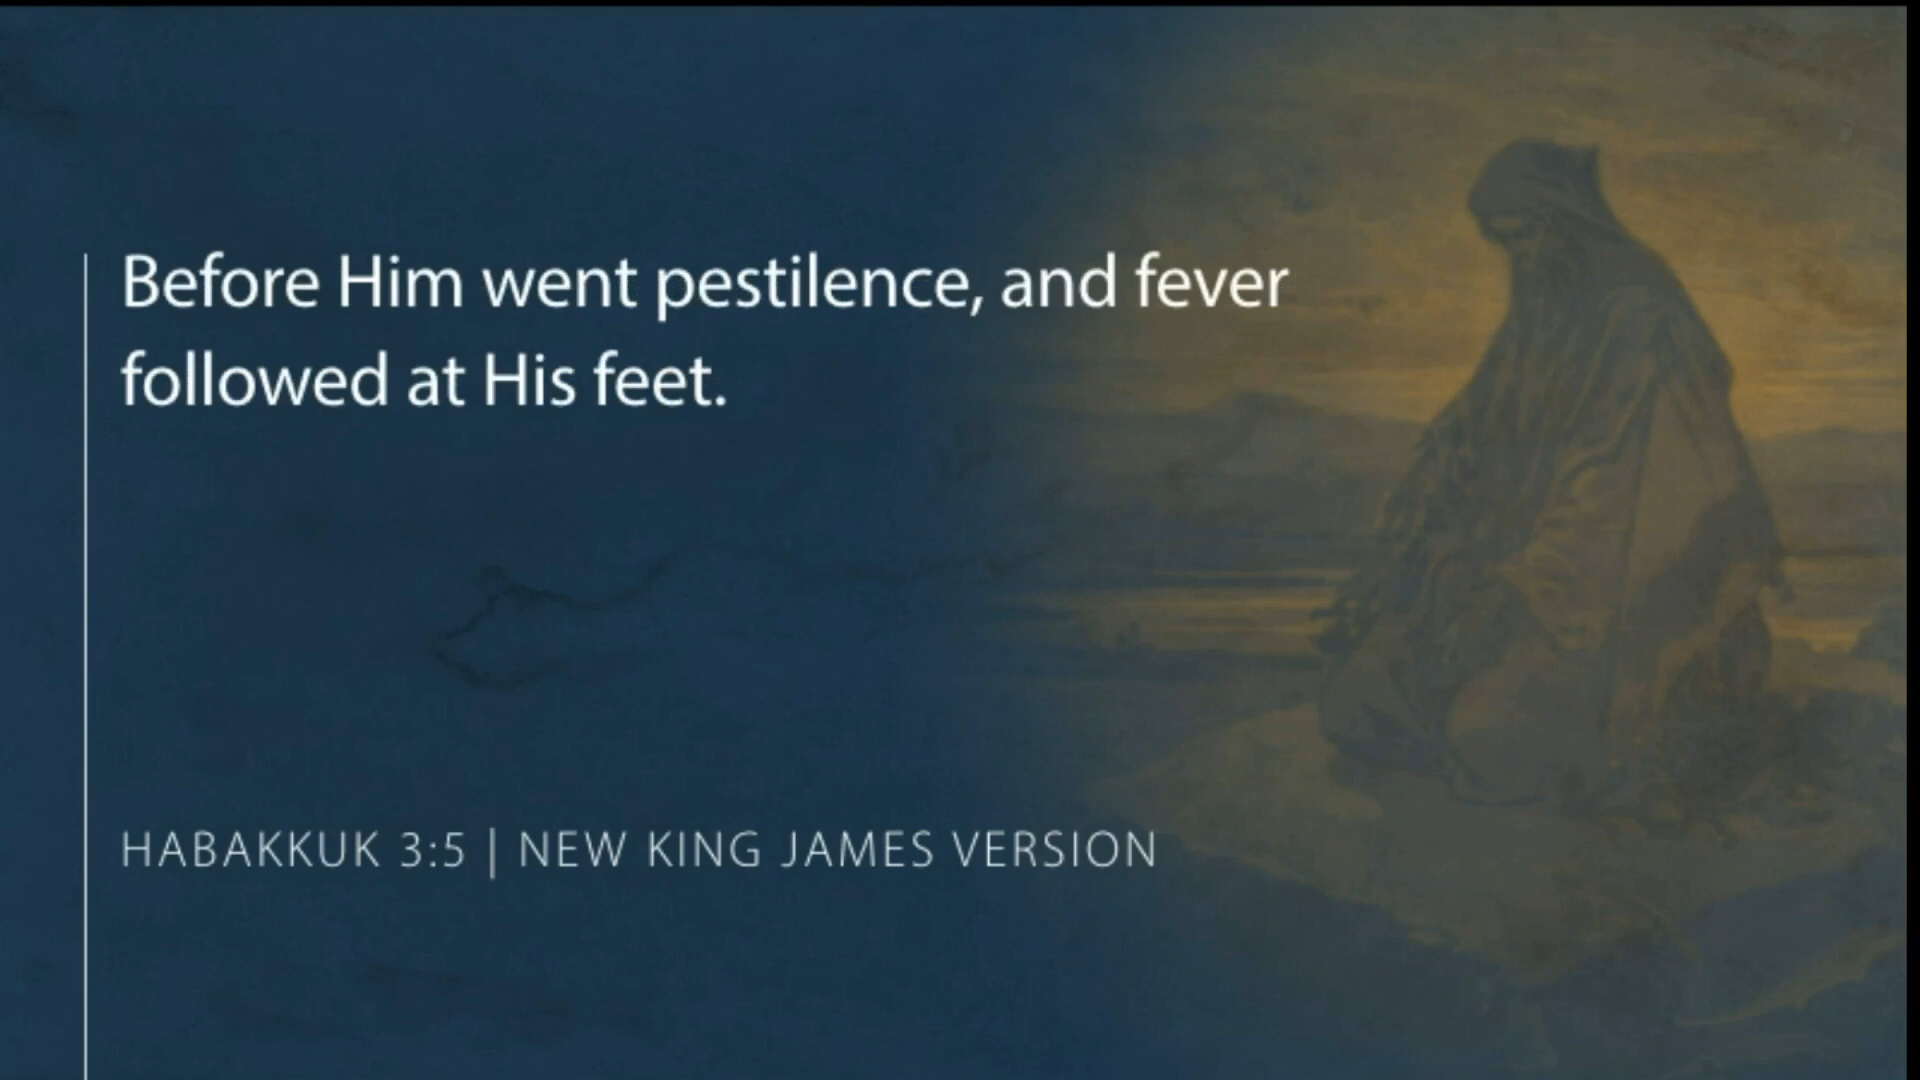 Before Him went pestilence, and fever
followed at His feet.
HABAKKUK 3:5 | NEW KING JAMES VERSION